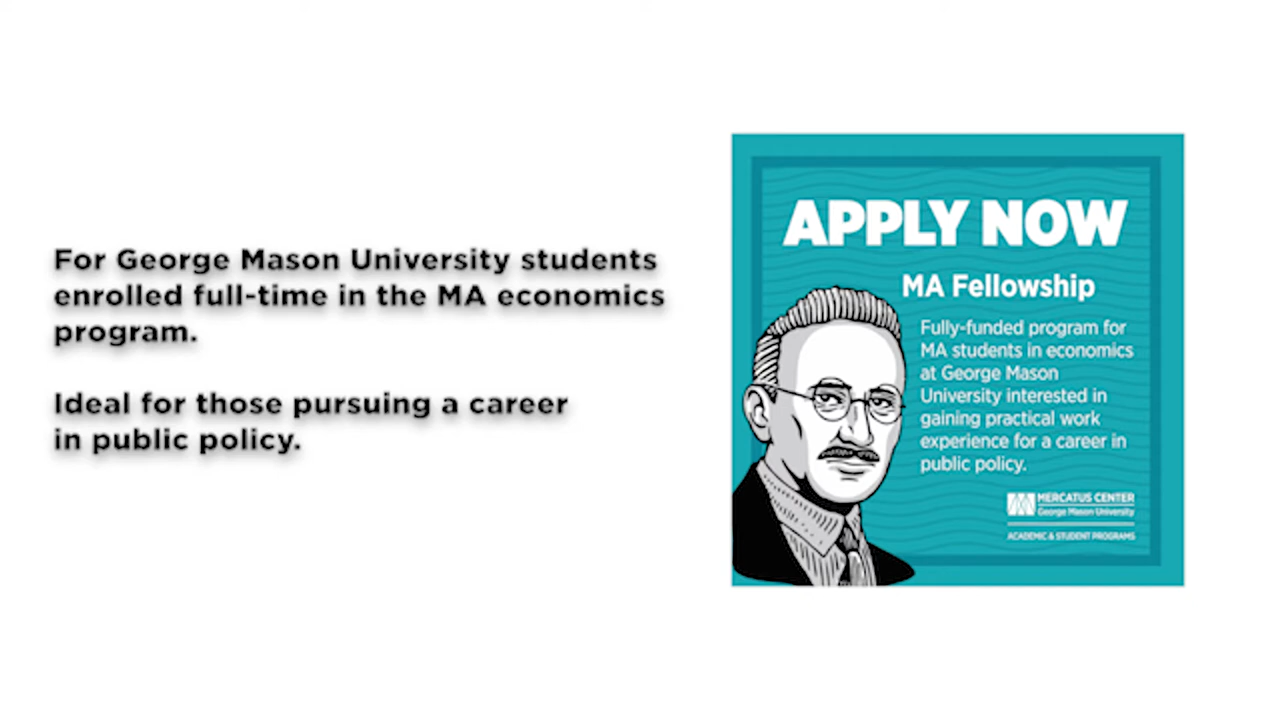 For George Mason University students
enrolled full-time in the MA economics
program.
Ideal for those pursuing a career
in public policy.
APPLY NOW
MA Fellowship
Fully-funded program for
MA students in economics
at George Mason
University interested in
gaining practical work
experience for a career in
public policy.
MERCATUS CENTER
George Mason University
ACADEMIC & STUDENT PROGRAMS